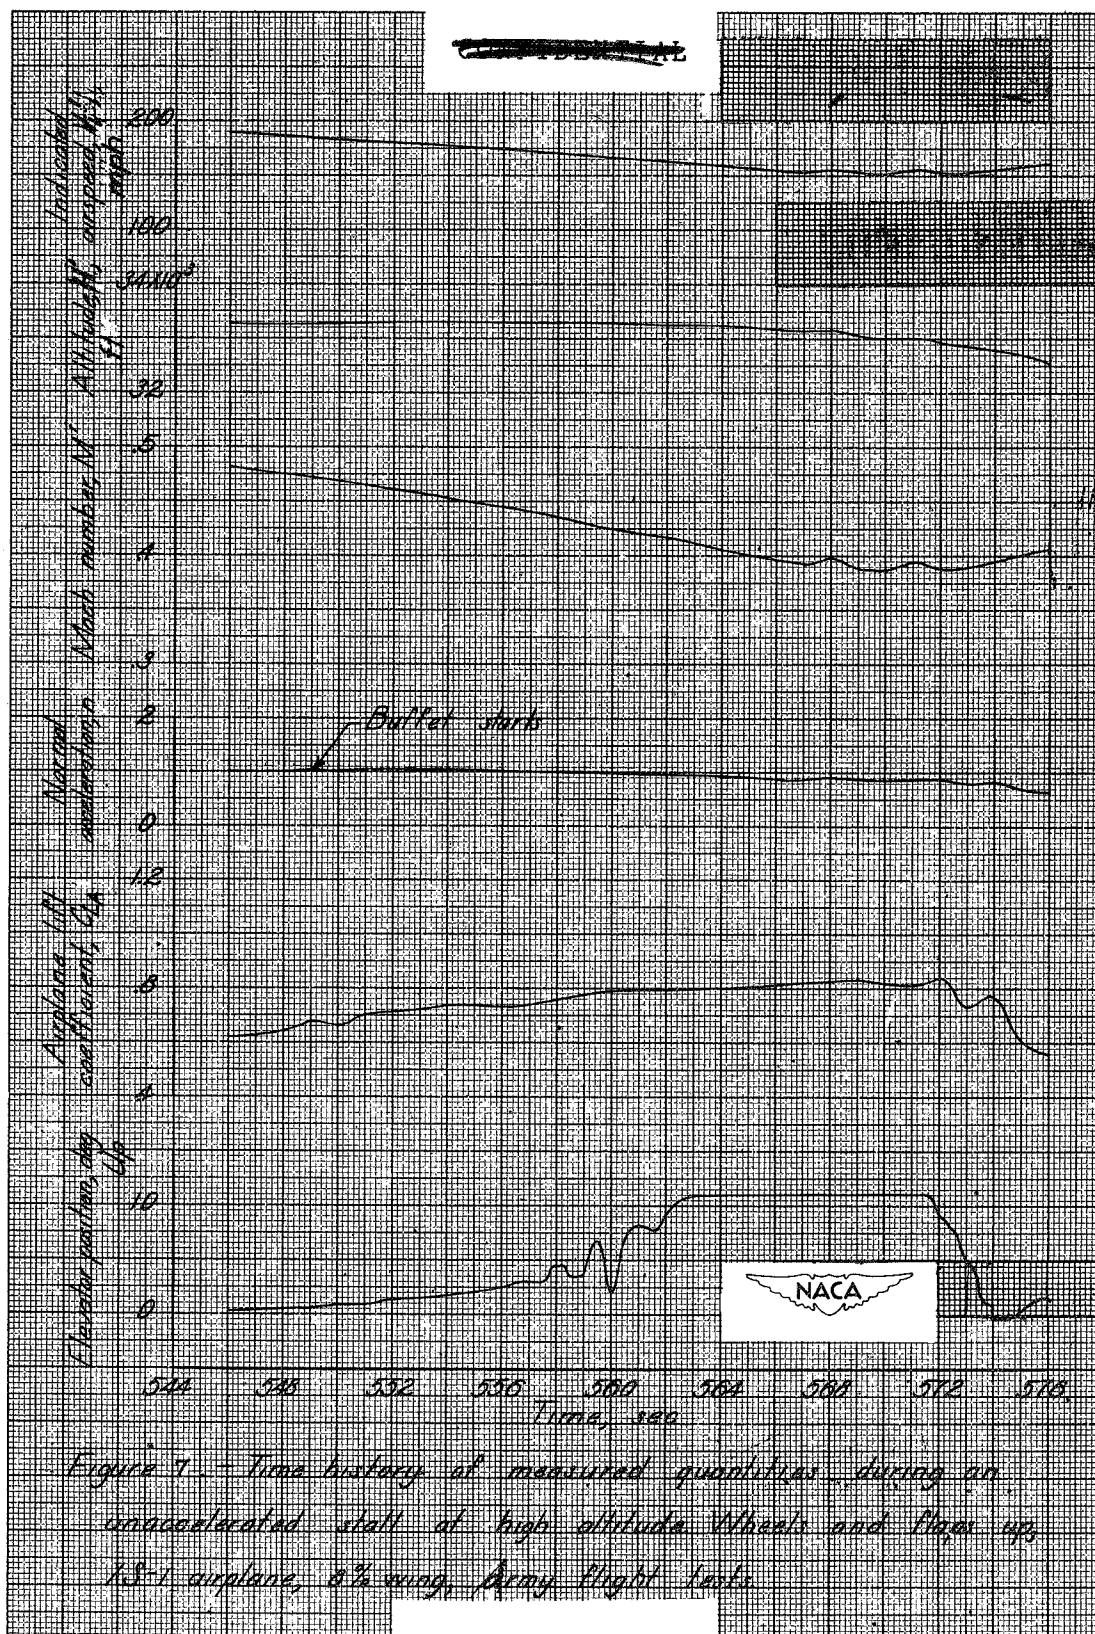 200
100
Indicated
airspeed,
mph
34x10³
32
Altitude,
ft
.5
.4
.3
Mach number, M
2
0
Normal
acceleration, n
Buffet starts
1.2
.8
.4
Airplane lift
coefficient, C_LA
10
0
Elevator position, deg
Up
NACA
544 548 552 556 560 564 568 572 576
Time, sec
Figure 7.- Time history of measured quantities during an
unaccelerated stall at high altitude. Wheels and flaps up,
XS-1 airplane, 8% wing, Army flight tests.